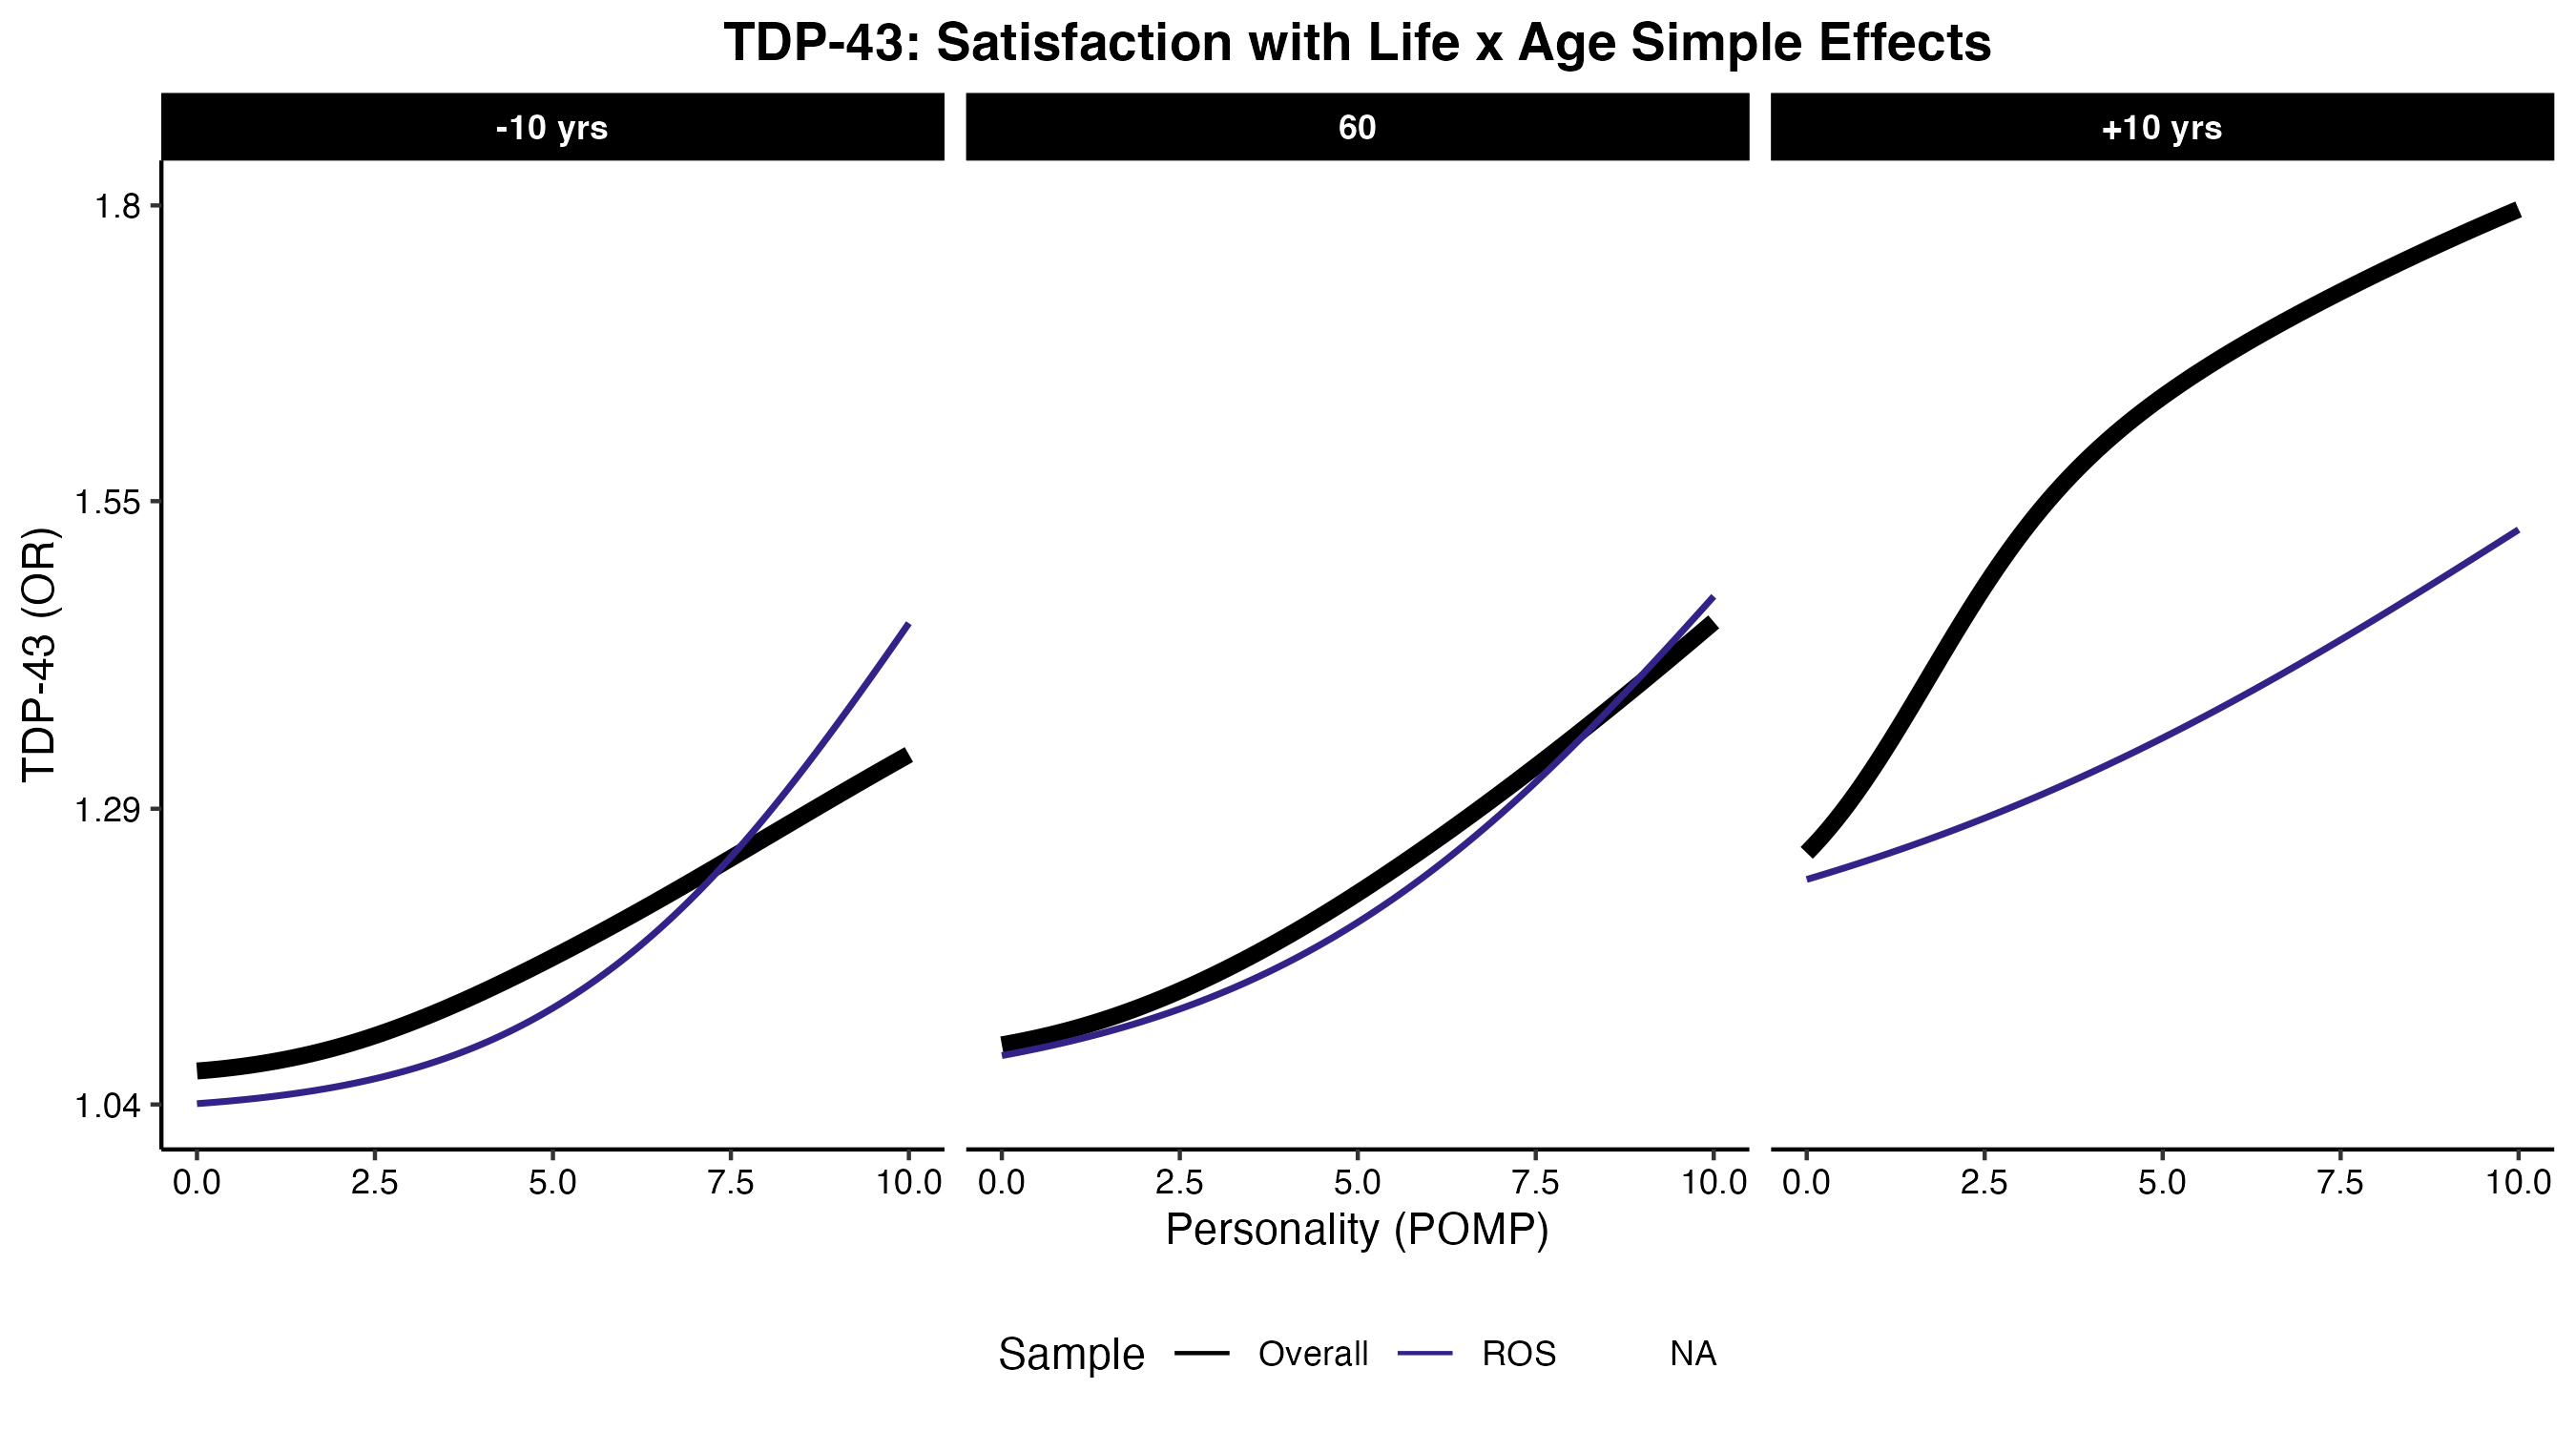 TDP-43: Satisfaction with Life x Age Simple Effects
-10 yrs 60 +10 yrs
1.8
1.55
1.29
1.04
TDP-43 (OR)
0.0 2.5 5.0 7.5 10.0 0.0 2.5 5.0 7.5 10.0 0.0 2.5 5.0 7.5 10.0
Personality (POMP)
Sample Overall ROS NA